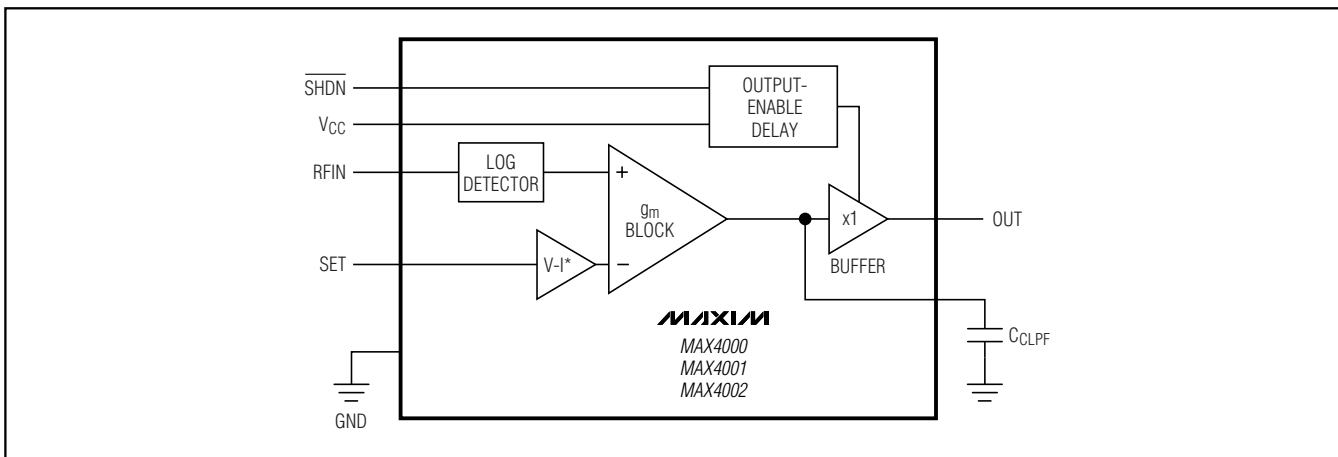 SHDN
VCC
RFIN
SET
GND
LOG
DETECTOR
V-I*
+
−
gm
BLOCK
OUTPUT-
ENABLE
DELAY
x1
BUFFER
OUT
CCLPF
MAXIM
MAX4000
MAX4001
MAX4002